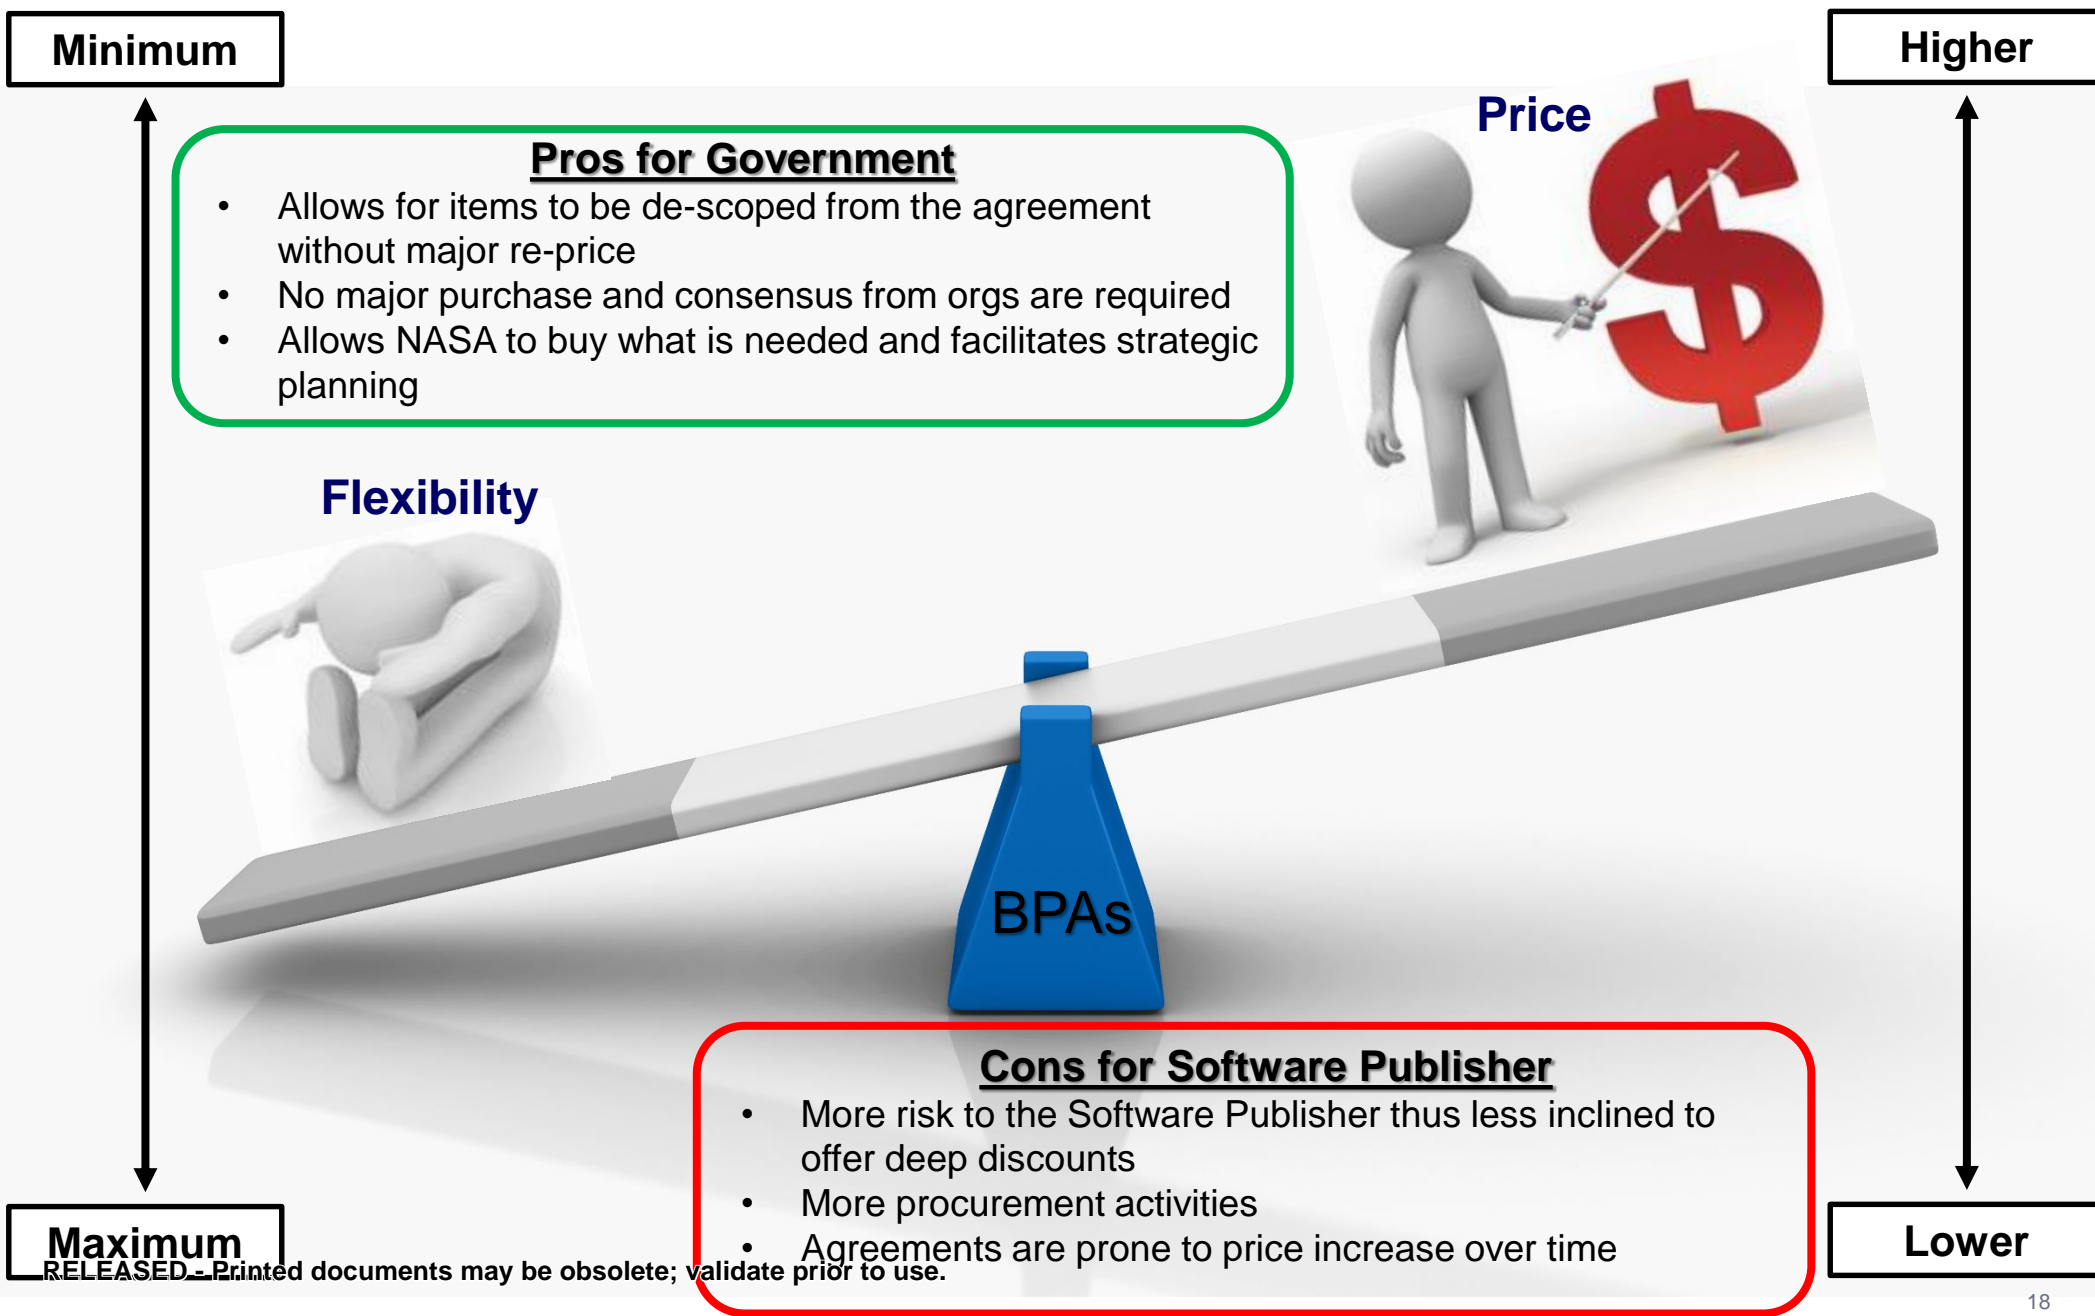 Minimum
Higher
Price
Pros for Government
• Allows for items to be de-scoped from the agreement
without major re-price
• No major purchase and consensus from orgs are required
• Allows NASA to buy what is needed and facilitates strategic
planning
Flexibility
$
BPAs
Cons for Software Publisher
• More risk to the Software Publisher thus less inclined to
offer deep discounts
• More procurement activities
• Agreements are prone to price increase over time
Maximum
Lower
RELEASED - Printed documents may be obsolete; validate prior to use.
18